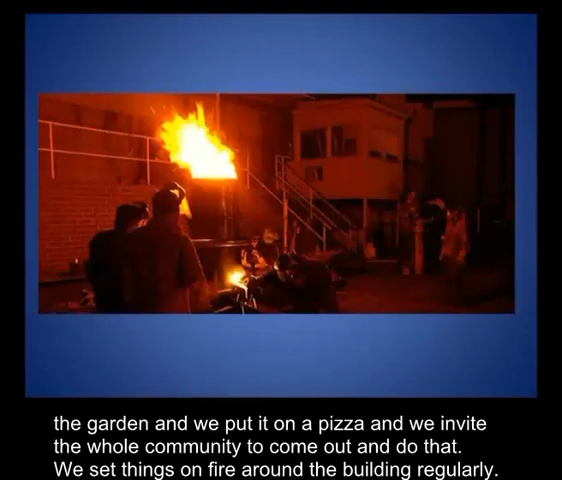 the garden and we put it on a pizza and we invite
the whole community to come out and do that.
We set things on fire around the building regularly.